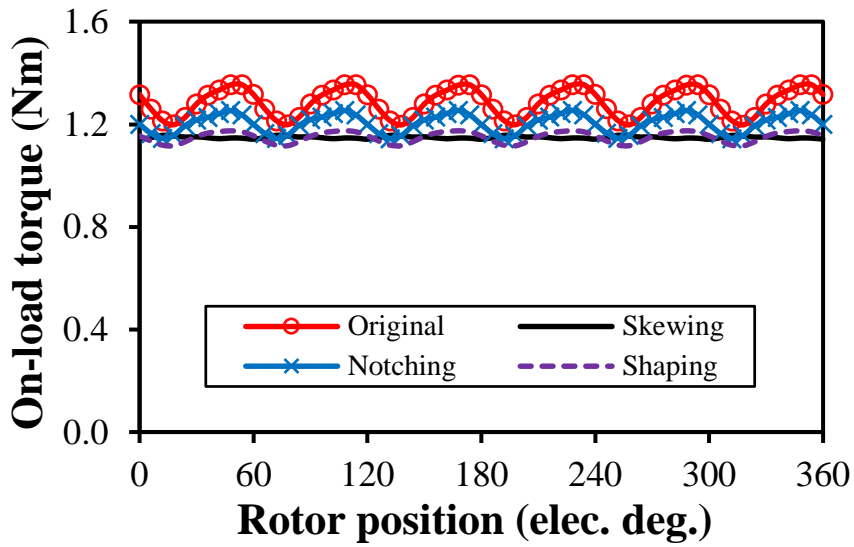 On-load torque (Nm)
1.6
1.2
0.8
0.4
0.0
Original
Skewing
Notching
Shaping
0
60
120
180
240
300
360
Rotor position (elec. deg.)